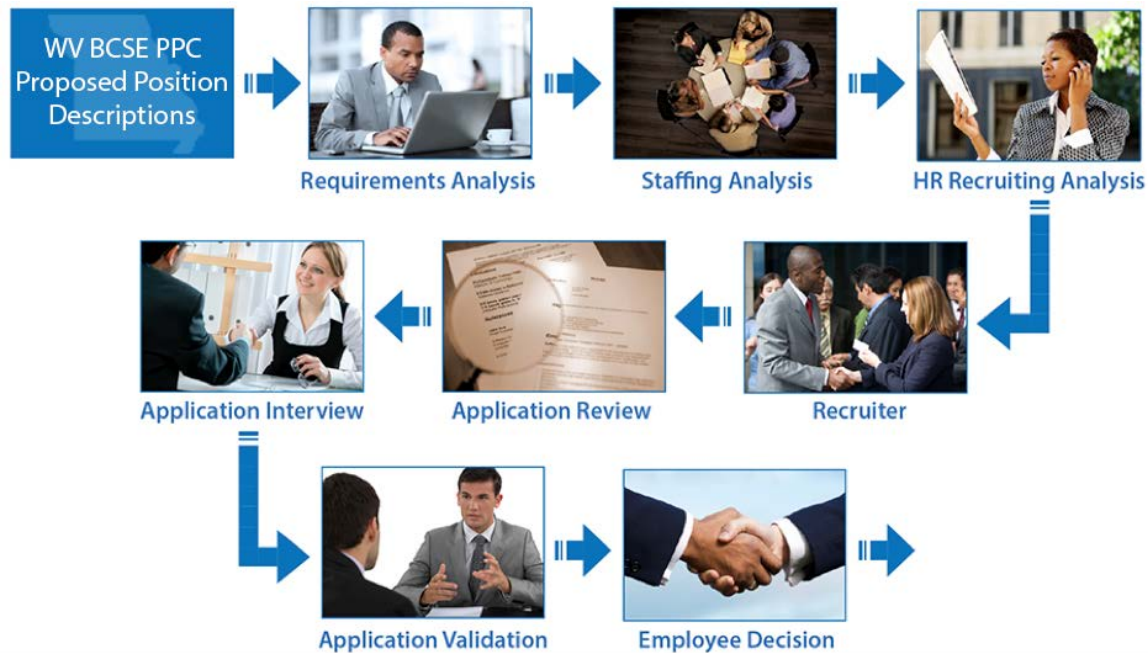 WV BCSE PPC
Proposed Position
Descriptions
Requirements Analysis
Staffing Analysis
HR Recruiting Analysis
Recruiter
Application Review
Application Interview
Application Validation
Employee Decision